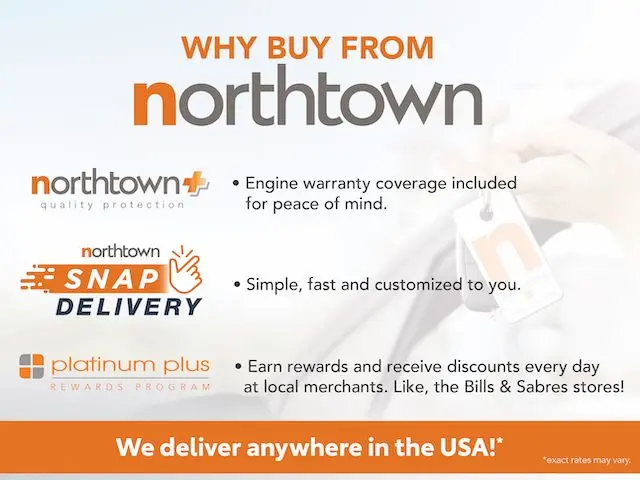 WHY BUY FROM
northtown
northtown+
quality protection
• Engine warranty coverage included
for peace of mind.
northtown
SNAP
DELIVERY
• Simple, fast and customized to you.
platinum plus
REWARDS PROGRAM
• Earn rewards and receive discounts every day
at local merchants. Like, the Bills & Sabres stores!
n
We deliver anywhere in the USA!*
*exact rates may vary.